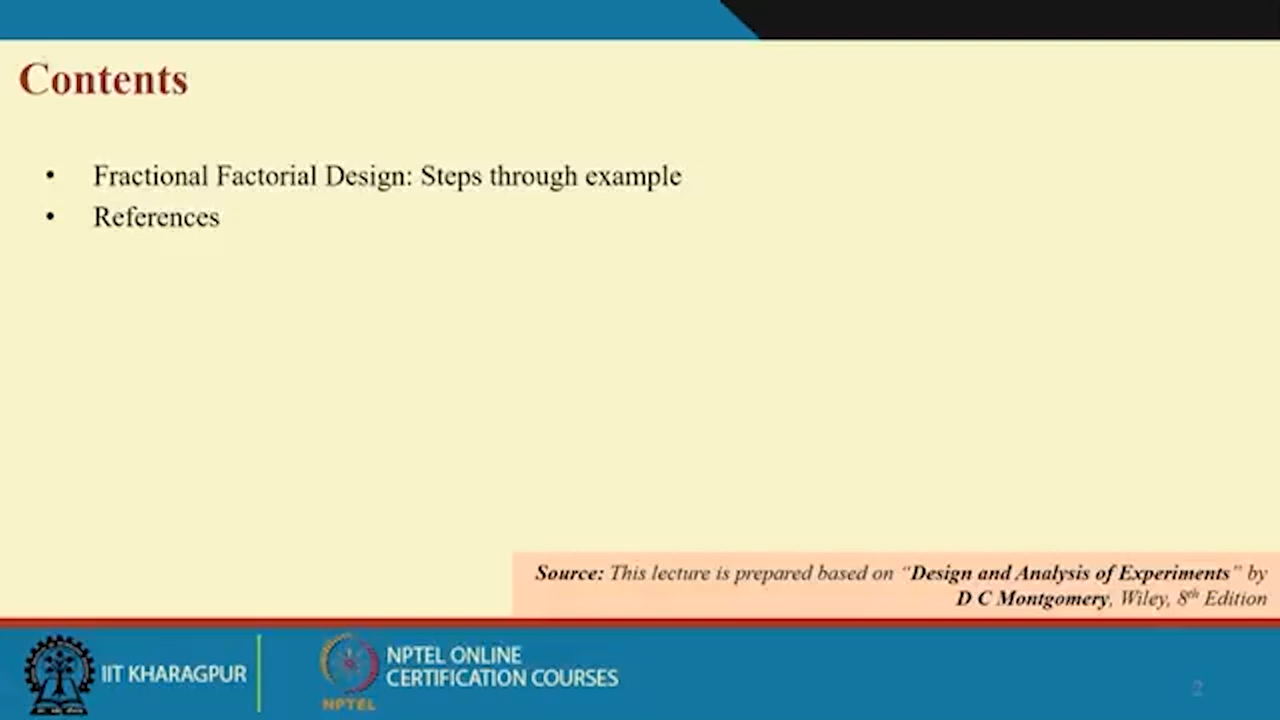 Contents
• Fractional Factorial Design: Steps through example
• References
Source: This lecture is prepared based on “Design and Analysis of Experiments” by
D C Montgomery, Wiley, 8th Edition
IIT KHARAGPUR
NPTEL ONLINE
CERTIFICATION COURSES
NPTEL
2